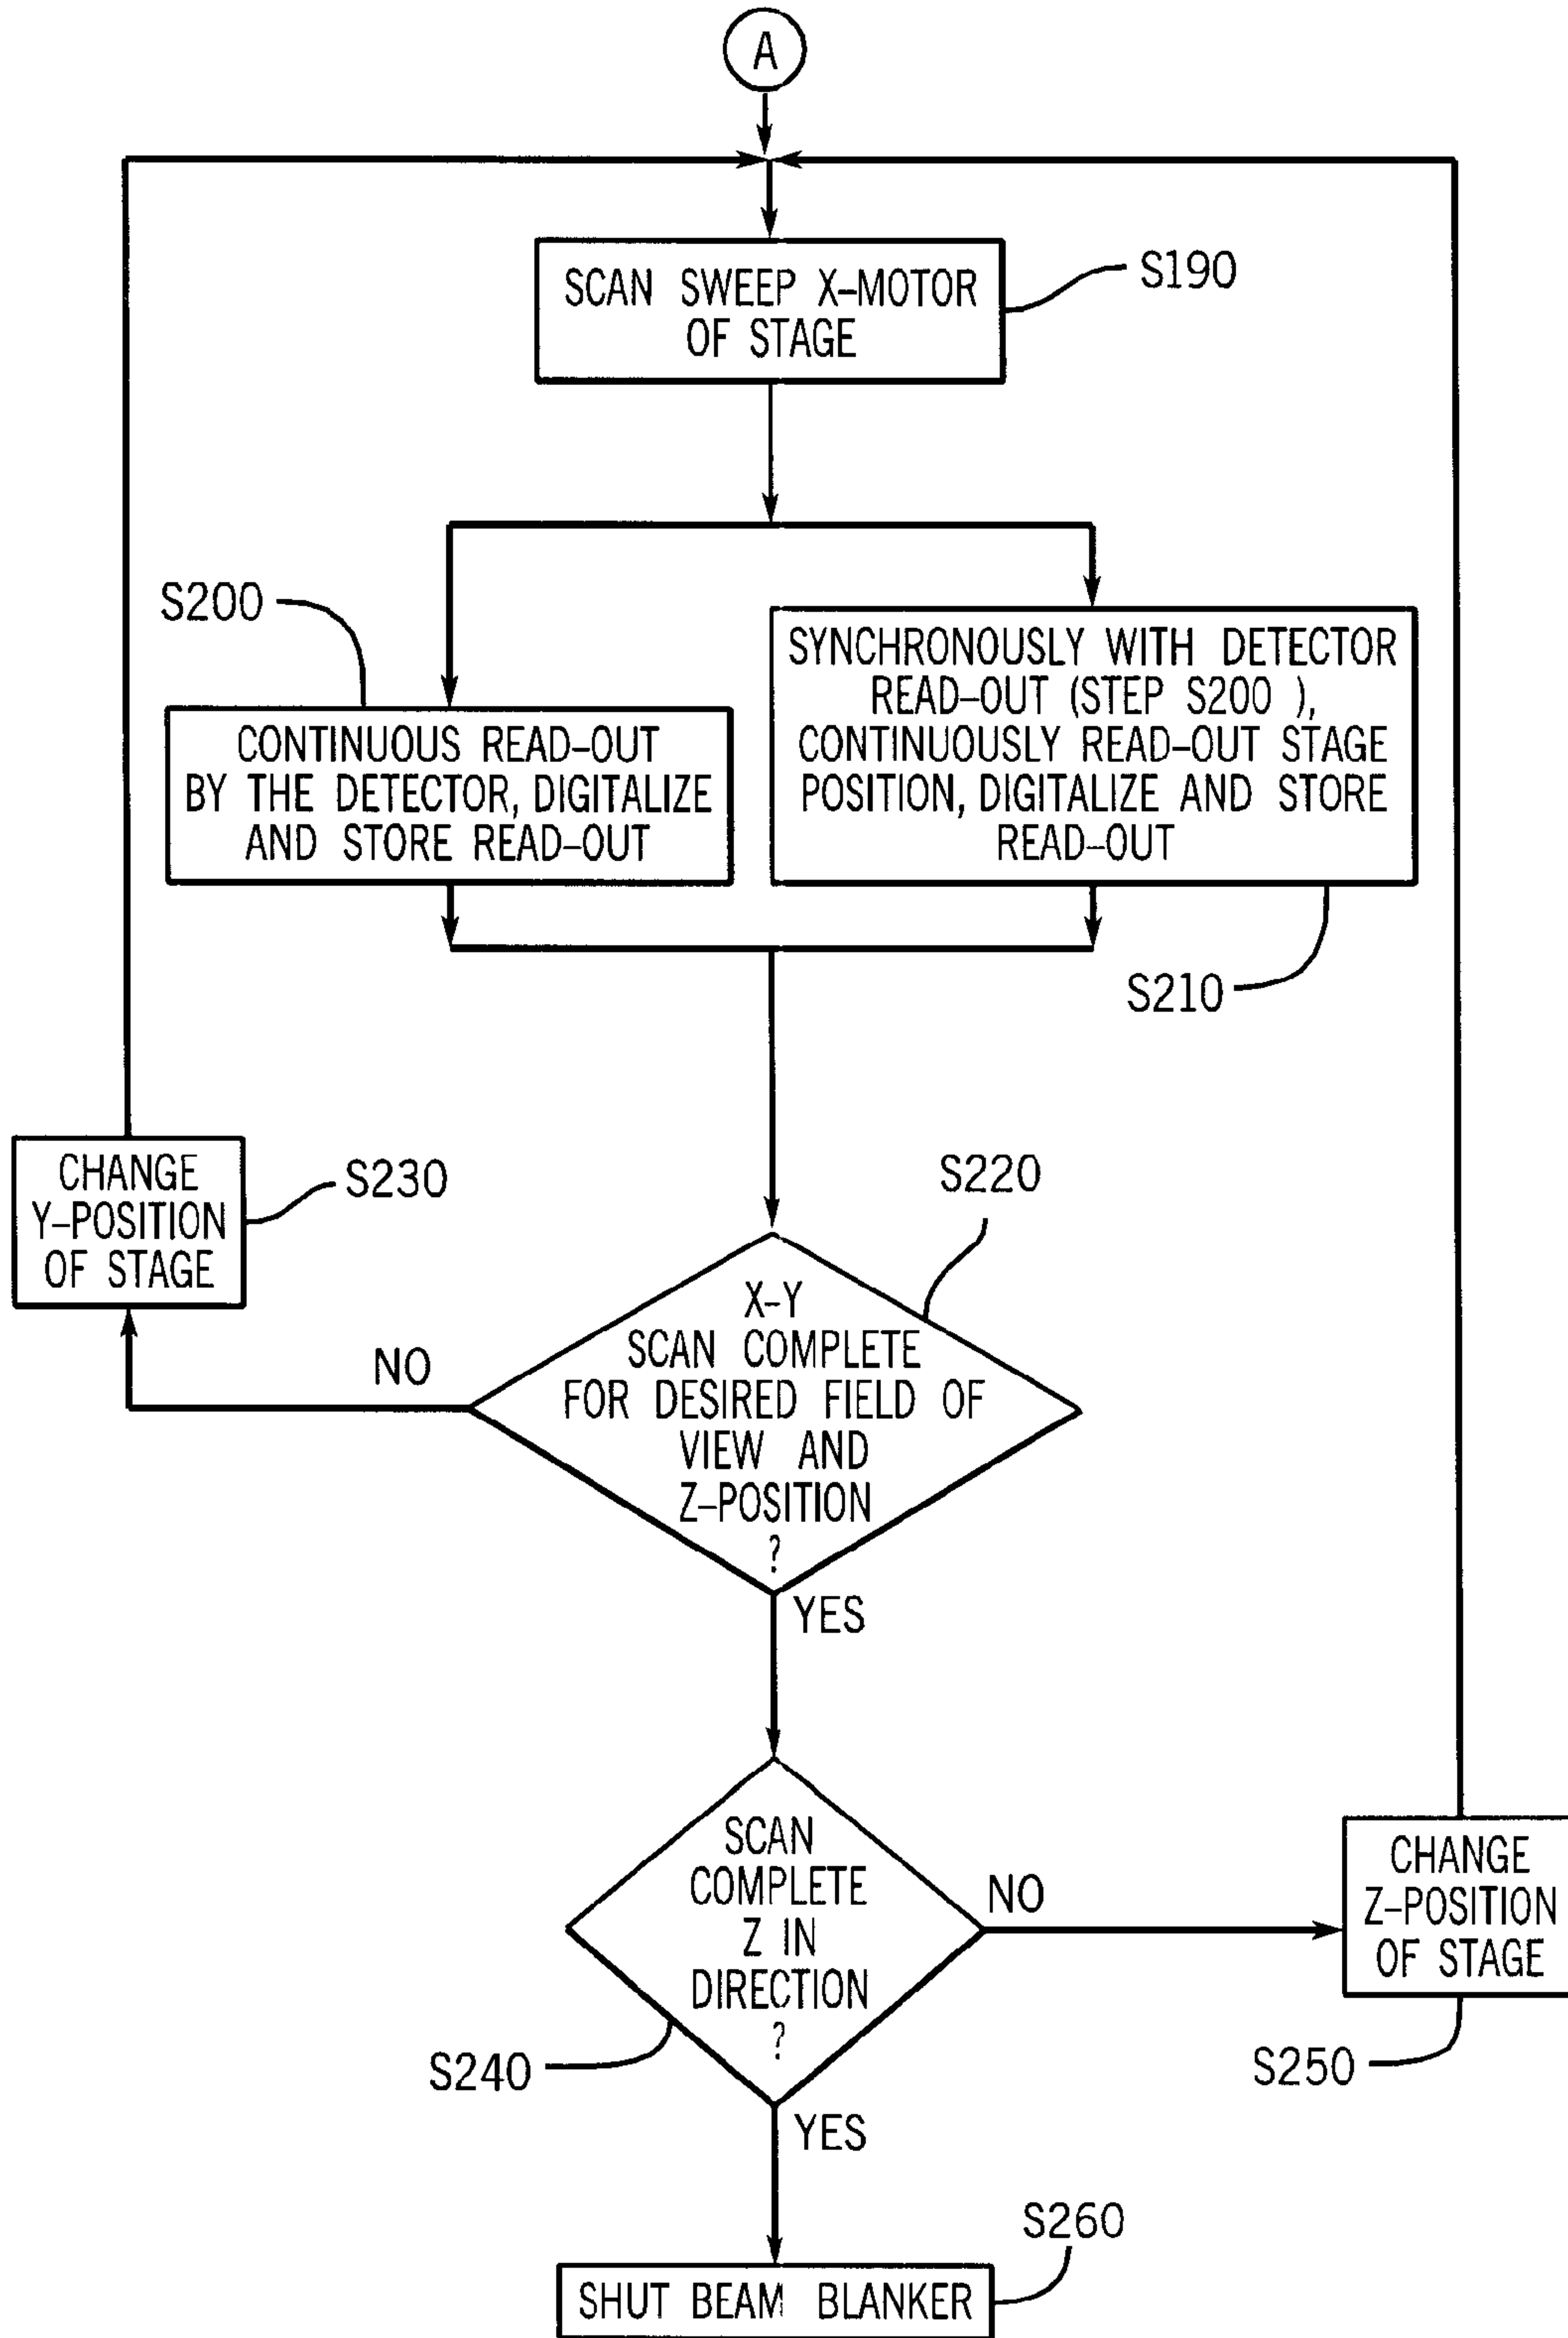 A
SCAN SWEEP X-MOTOR
OF STAGE
S190
S200
CONTINUOUS READ-OUT
BY THE DETECTOR, DIGITALIZE
AND STORE READ-OUT
SYNCHRONOUSLY WITH DETECTOR
READ-OUT (STEP S200 ),
CONTINUOUSLY READ-OUT STAGE
POSITION, DIGITALIZE AND STORE
READ-OUT
S210
CHANGE
Y-POSITION
OF STAGE
S230
S220
X-Y
SCAN COMPLETE
FOR DESIRED FIELD OF
VIEW AND
Z-POSITION
?
NO
YES
SCAN
COMPLETE
Z IN
DIRECTION
?
NO
CHANGE
Z-POSITION
OF STAGE
S240
S250
YES
S260
SHUT BEAM BLANKER